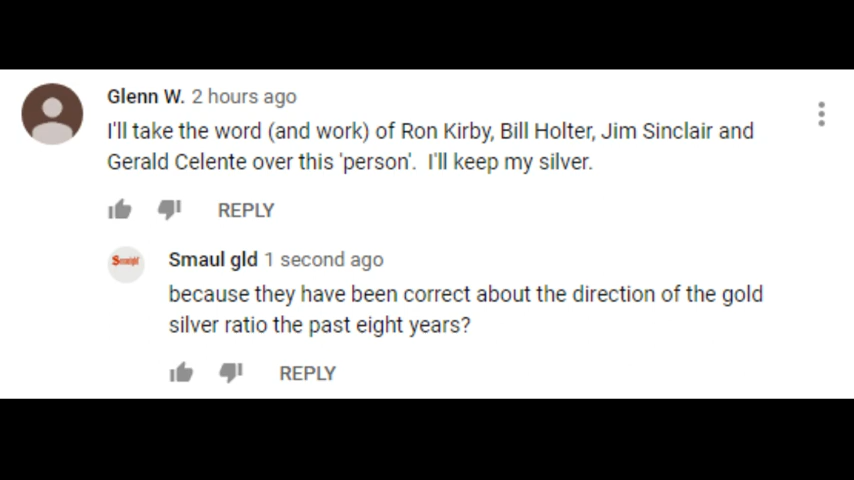 Glenn W. 2 hours ago
I'll take the word (and work) of Ron Kirby, Bill Holter, Jim Sinclair and
Gerald Celente over this 'person'.  I'll keep my silver.
REPLY
Smaul gld 1 second ago
because they have been correct about the direction of the gold
silver ratio the past eight years?
REPLY